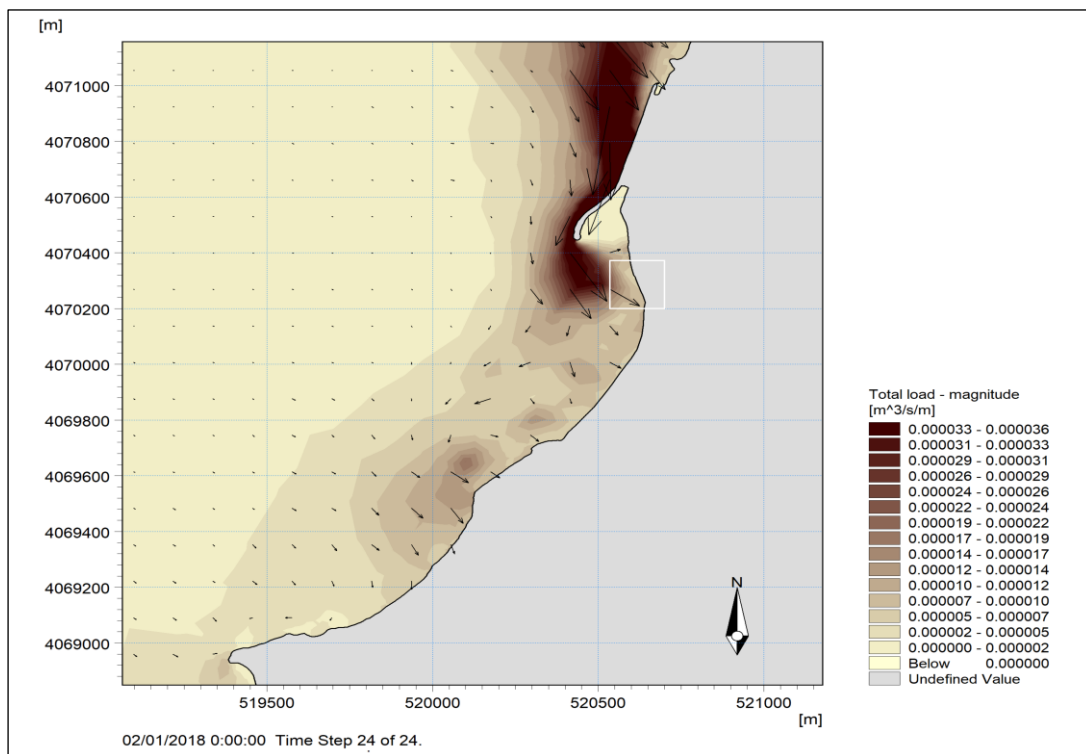 [m]
4071000
4070800
4070600
4070400
4070200
4070000
4069800
4069600
4069400
4069200
4069000
519500 520000 520500 521000
[m]
N
Total load - magnitude
[m^3/s/m]
0.000033 - 0.000036
0.000031 - 0.000033
0.000029 - 0.000031
0.000026 - 0.000029
0.000024 - 0.000026
0.000022 - 0.000024
0.000019 - 0.000022
0.000017 - 0.000019
0.000014 - 0.000017
0.000012 - 0.000014
0.000010 - 0.000012
0.000007 - 0.000010
0.000005 - 0.000007
0.000002 - 0.000005
0.000000 - 0.000002
Below 0.000000
Undefined Value
02/01/2018 0:00:00 Time Step 24 of 24.